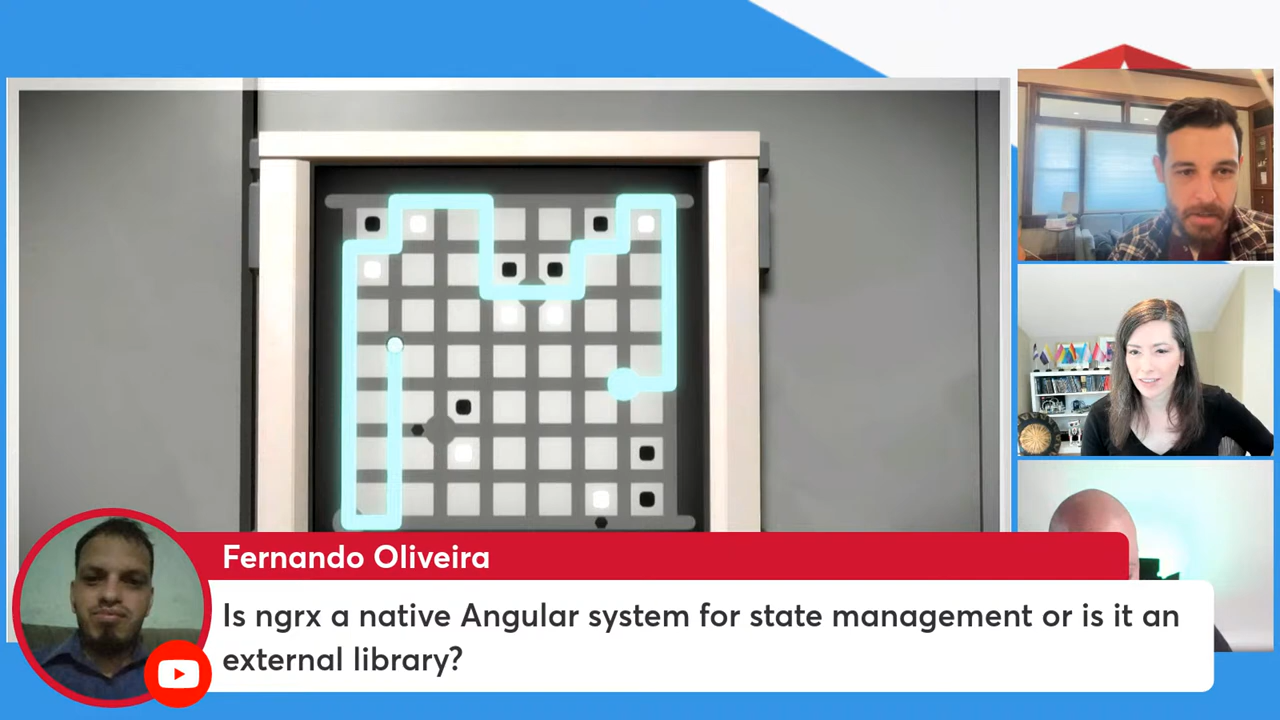 Fernando Oliveira
Is ngrx a native Angular system for state management or is it an
external library?